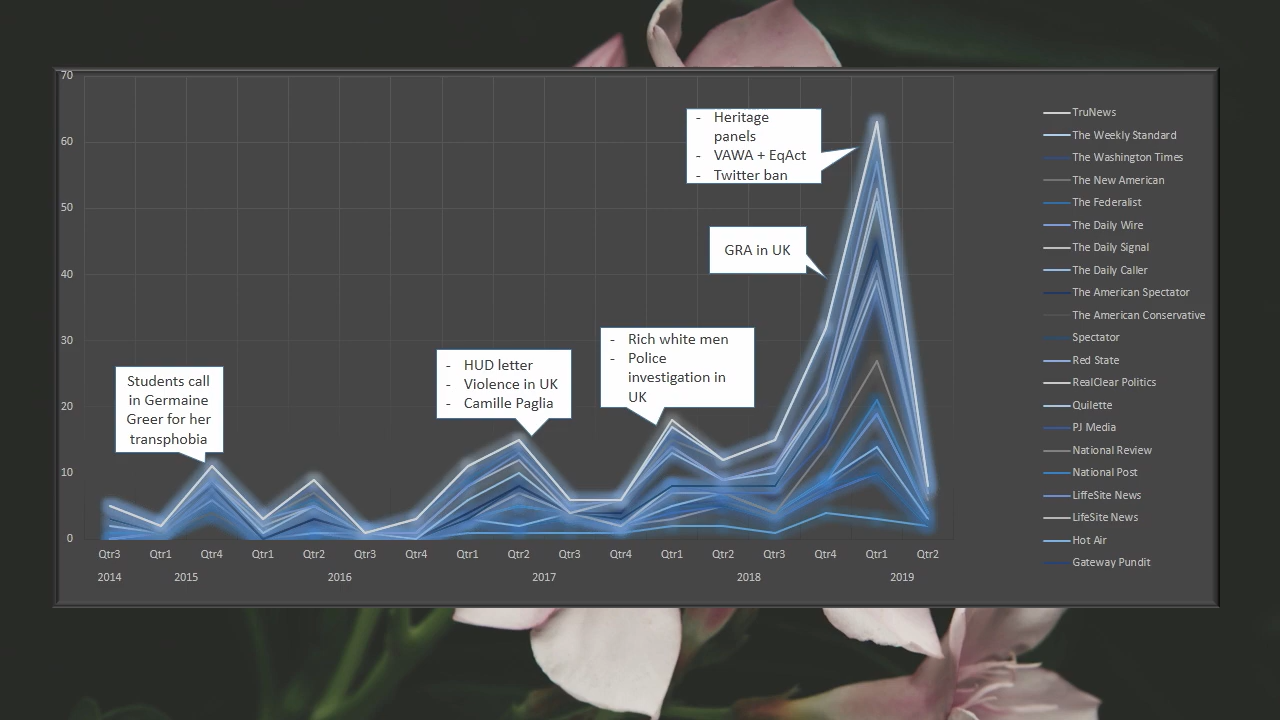 70
60
50
40
30
20
10
0
- Heritage
panels
- VAWA + EqAct
- Twitter ban
GRA in UK
- Rich white men
- Police
investigation in
UK
- HUD letter
- Violence in UK
- Camille Paglia
Students call
in Germaine
Greer for her
transphobia
Qtr3 Qtr1 Qtr4 Qtr1 Qtr2 Qtr3 Qtr4 Qtr1 Qtr2 Qtr3 Qtr4 Qtr1 Qtr2 Qtr3 Qtr4 Qtr1 Qtr2
2014 2015 2016 2017 2018 2019
TruNews
The Weekly Standard
The Washington Times
The New American
The Federalist
The Daily Wire
The Daily Signal
The Daily Caller
The American Spectator
The American Conservative
Spectator
Red State
RealClear Politics
Quilette
PJ Media
National Review
National Post
LiffeSite News
LifeSite News
Hot Air
Gateway Pundit